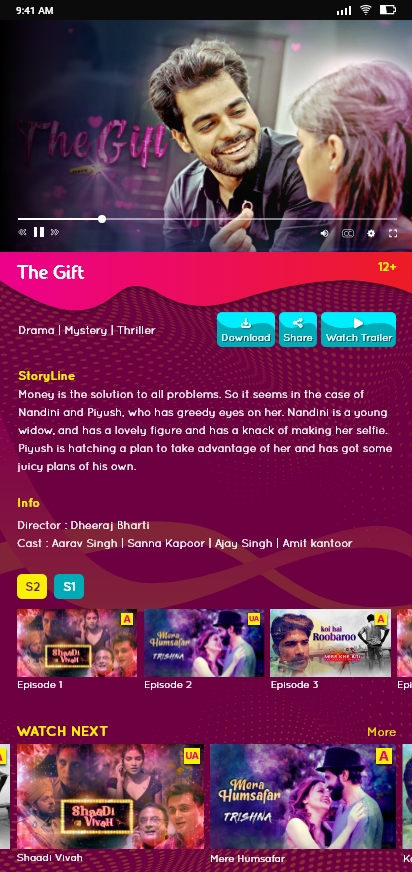 9:41 AM
The Gift
CC
The Gift
12+
Drama | Mystery | Thriller
Download
Share
Watch Trailer
StoryLine
Money is the solution to all problems. So it seems in the case of
Nandini and Piyush, who has greedy eyes on her. Nandini is a young
widow, and has a lovely figure and has a knack of making her selfie.
Piyush is hatching a plan to take advantage of her and has got some
juicy plans of his own.
Info
Director : Dheeraj Bharti
Cast : Aarav Singh | Sanna Kapoor | Ajay Singh | Amit kantoor
S2
S1
A
UA
A
UA
ShaaDi
VivaH
Mera
Humsafar
TRISHNA
koi hai
Roobaroo
Episode 1
Episode 2
Episode 3
Epi
WATCH NEXT
More
UA
A
ShaaDi
VivaH
Mera
Humsafar
TRISHNA
Shaadi Vivah
Mere Humsafar